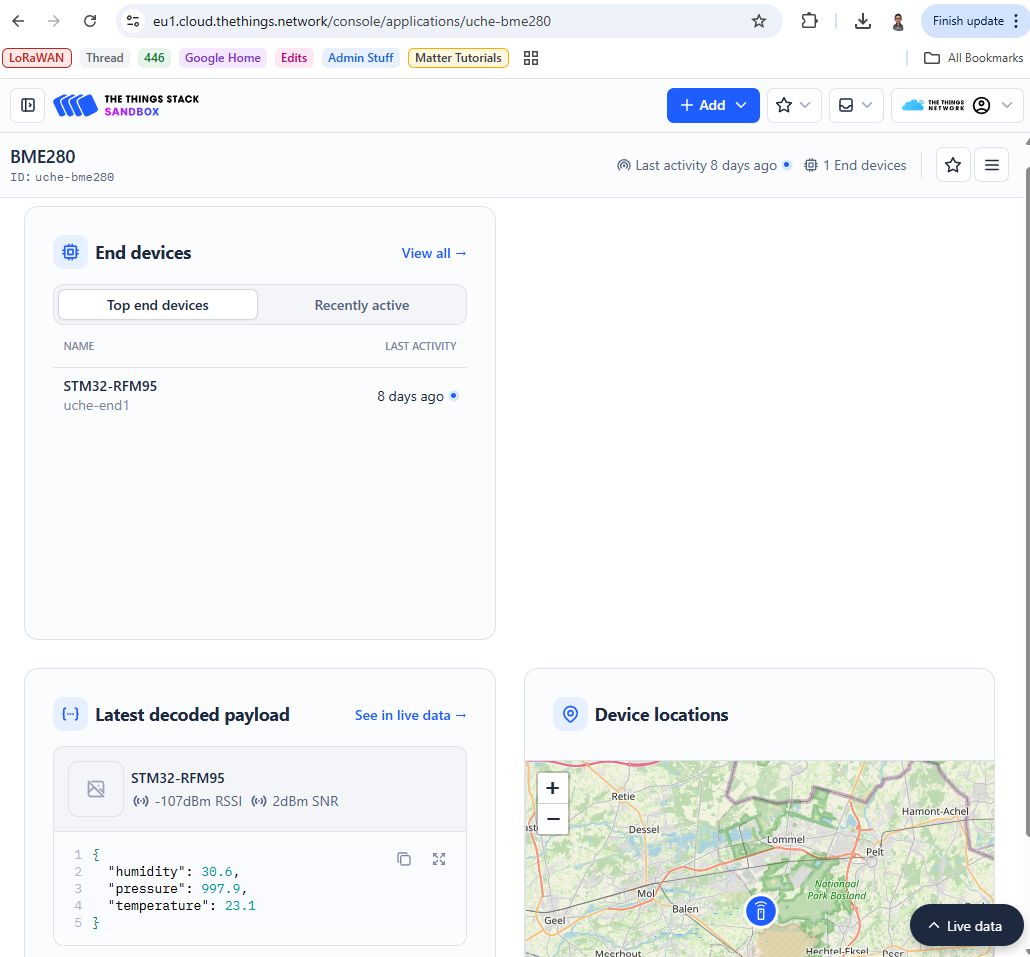 eu1.cloud.thethings.network/console/applications/uche-bme280
Finish update
LoRaWAN Thread 446 Google Home Edits Admin Stuff Matter Tutorials All Bookmarks
THE THINGS STACK
SANDBOX
+ Add
THE THINGS
NETWORK
BME280
ID: uche-bme280
Last activity 8 days ago
1 End devices
End devices
View all →
Top end devices
Recently active
NAME LAST ACTIVITY
STM32-RFM95
uche-end1
8 days ago
Latest decoded payload
See in live data →
STM32-RFM95
-107dBm RSSI 2dBm SNR
1 {
2 "humidity": 30.6,
3 "pressure": 997.9,
4 "temperature": 23.1
5 }
Device locations
+
−
Retie
Hamont-Achel
Dessel
Lommel
Pelt
Mol
Nationaal
Park Bosland
Balen
Geel
Hechtel-Eksel
Peer
Meerhout
Live data